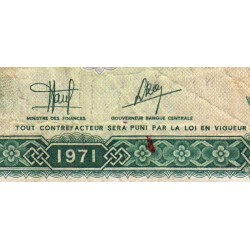 MINISTRE DES FINANCES GOUVERNEUR BANQUE CENTRALE
TOUT CONTREFACTEUR SERA PUNI PAR LA LOI EN VIGUEUR
1971